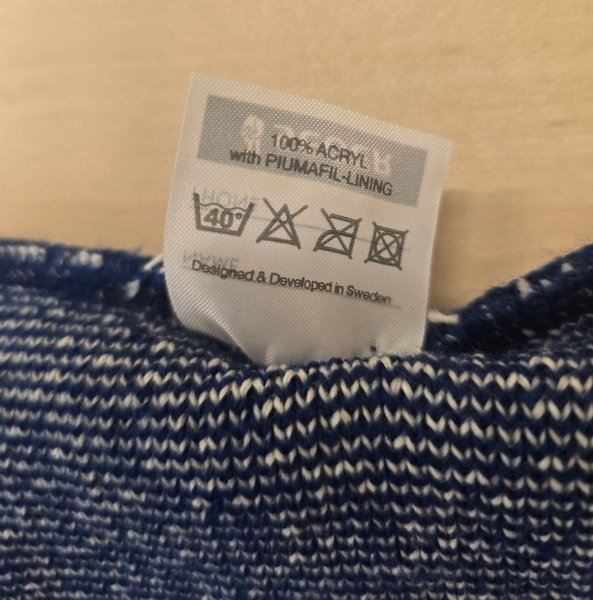 100% ACRYL
with PIUMAFIL-LINING
40°
Designed & Developed in Sweden